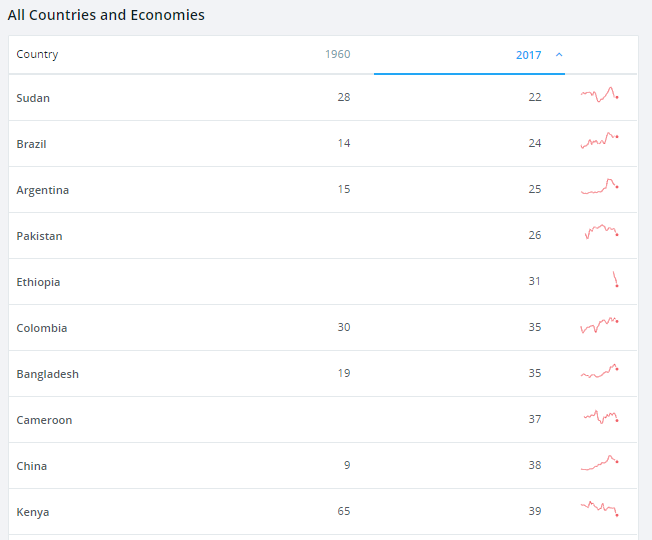 All Countries and Economies
Country 1960 2017
Sudan 28 22
Brazil 14 24
Argentina 15 25
Pakistan 26
Ethiopia 31
Colombia 30 35
Bangladesh 19 35
Cameroon 37
China 9 38
Kenya 65 39